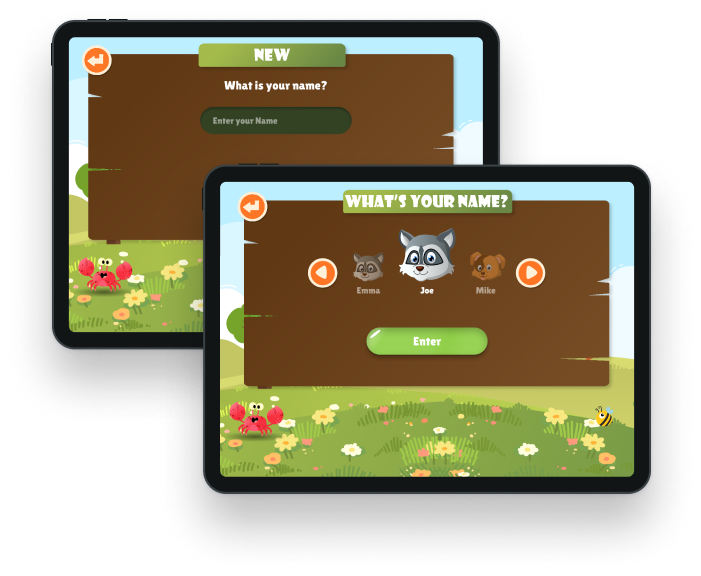 NEW
What is your name?
Enter your Name
WHAT'S YOUR NAME?
Emma Joe Mike
Enter